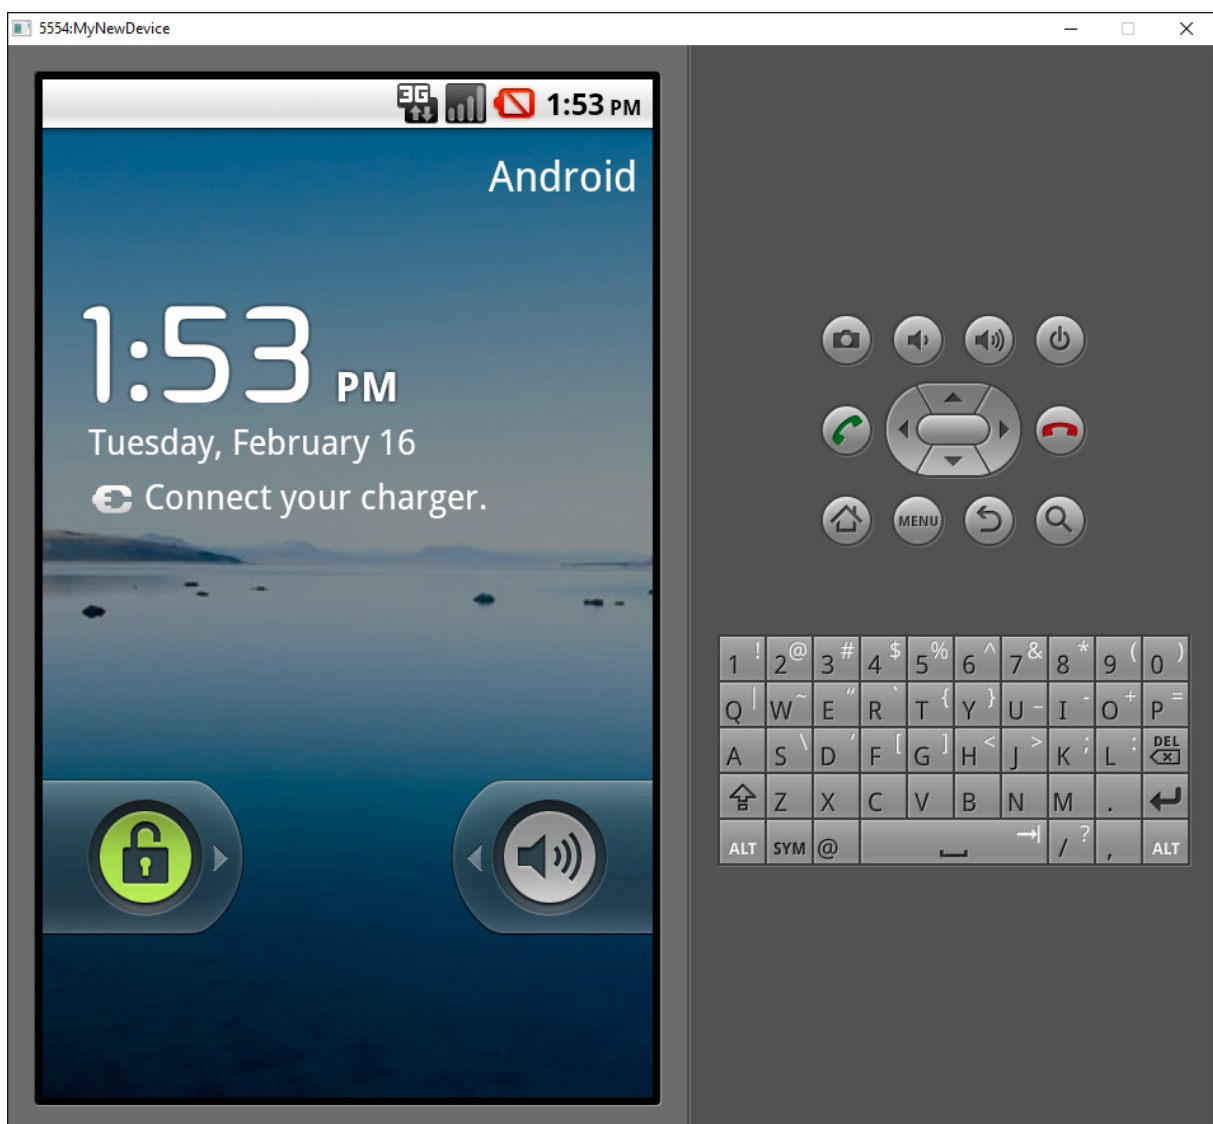 5554:MyNewDevice
3G 1:53 PM
Android
1:53 PM
Tuesday, February 16
Connect your charger.
MENU
1 ! 2 @ 3 # 4 $ 5 % 6 ^ 7 & 8 * 9 ( 0 )
Q | W ~ E “ R ` T { Y } U _ I - O + P =
A S \ D ‘ F [ G ] H < J > K ; L : DEL
Z X C V B N M .
ALT SYM @ / ? , ALT